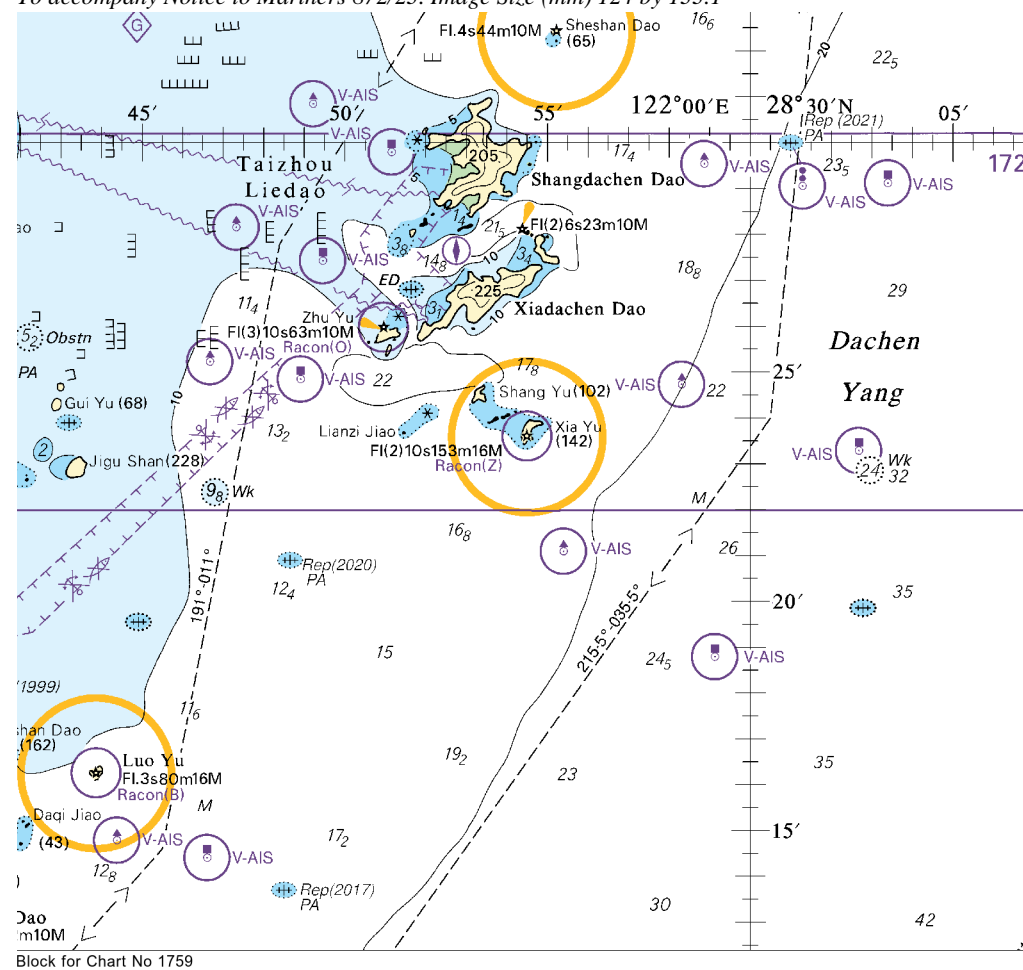 To accompany Notice to Mariners 872/23. Image Size (mm) 124 by 133.1
G
Fl.4s44m10M
Sheshan Dao
(65)
16₆
20
22₅
45′
V-AIS
50′
55′
122°00′E
28°30′N
05′
Rep (2021)
PA
V-AIS
5
205
17₄
V-AIS
23₅
V-AIS
V-AIS
172
Taizhou
Liedao
5
Shangdachen Dao
V-AIS
14
21₅
Fl(2)6s23m10M
3₈
14₈
10
3₄
V-AIS
18₈
ED
225
29
11₄
3₁
10
Xiadachen Dao
Zhu Yu
Fl(3)10s63m10M
Racon(O)
5₂
Obstn
PA
V-AIS
Dachen
Yang
17₈
25′
V-AIS
22
Shang Yu(102)
V-AIS
22
10
Gui Yu (68)
13₂
Lianzi Jiao
Xia Yu
(142)
Fl(2)10s153m16M
Racon(Z)
2
Jigu Shan(228)
V-AIS
24
Wk
32
9₈
Wk
M
16₈
V-AIS
26
191°-011°
Rep(2020)
PA
12₄
20′
35
215·5°-035·5°
15
24₅
V-AIS
(1999)
11₆
shan Dao
(162)
Luo Yu
Fl.3s80m16M
Racon(B)
19₂
23
35
M
Daqi Jiao
(43)
V-AIS
17₂
15′
V-AIS
12₈
Rep(2017)
PA
30
42
Dao
m10M
Block for Chart No 1759